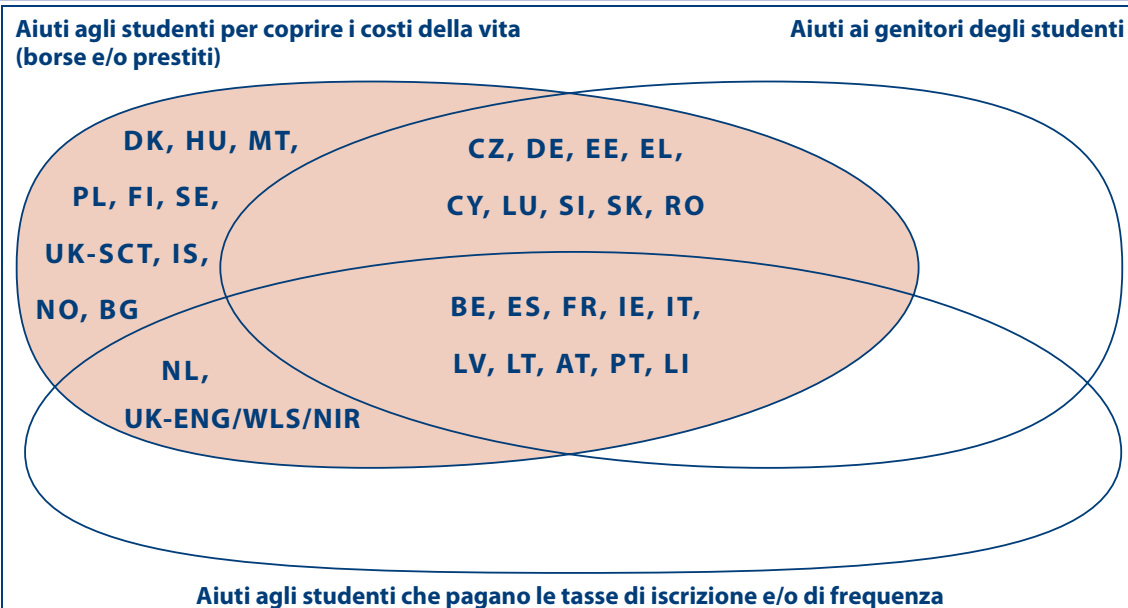 Aiuti agli studenti per coprire i costi della vita
(borse e/o prestiti)
Aiuti ai genitori degli studenti
DK, HU, MT,
PL, FI, SE,
UK-SCT, IS,
NO, BG
CZ, DE, EE, EL,
CY, LU, SI, SK, RO
BE, ES, FR, IE, IT,
LV, LT, AT, PT, LI
NL,
UK-ENG/WLS/NIR
Aiuti agli studenti che pagano le tasse di iscrizione e/o di frequenza